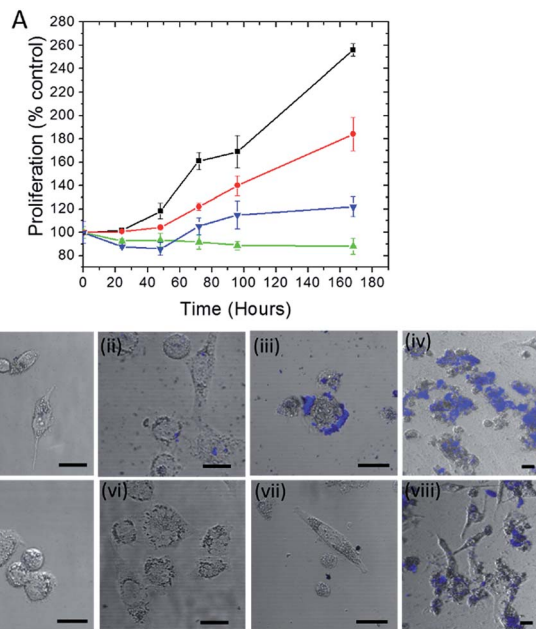 A
280
260
240
220
200
180
160
140
120
100
80
Proliferation (% control)
0 20 40 60 80 100 120 140 160 180
Time (Hours)
(ii) (iii) (iv)
(vi) (vii) (viii)